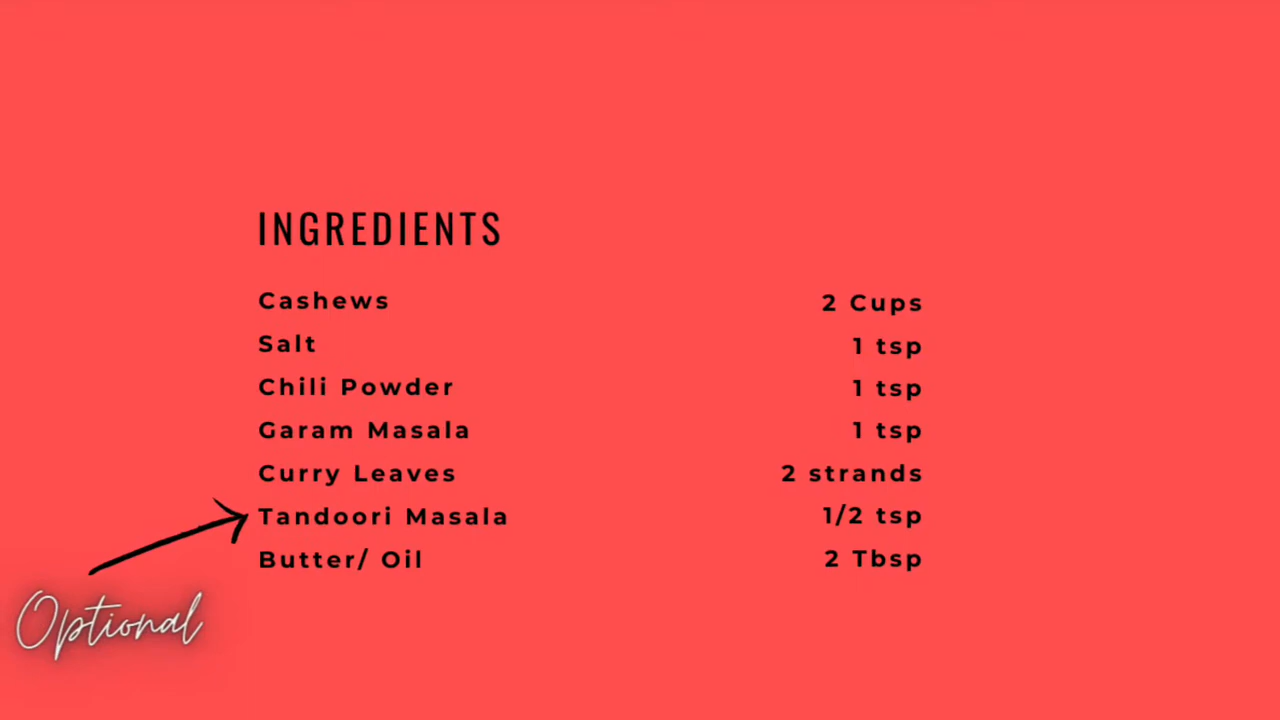 INGREDIENTS
Cashews 2 Cups
Salt 1 tsp
Chili Powder 1 tsp
Garam Masala 1 tsp
Curry Leaves 2 strands
Tandoori Masala 1/2 tsp
Butter/ Oil 2 Tbsp
Optional